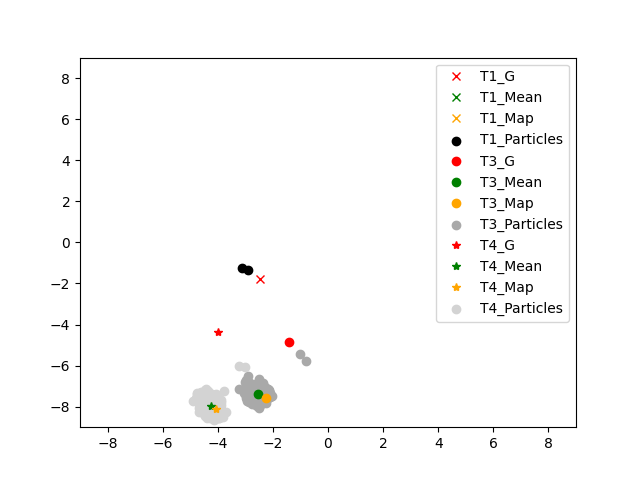 8
6
4
2
0
−2
−4
−6
−8
−8 −6 −4 −2 0 2 4 6 8
T1_G
T1_Mean
T1_Map
T1_Particles
T3_G
T3_Mean
T3_Map
T3_Particles
T4_G
T4_Mean
T4_Map
T4_Particles